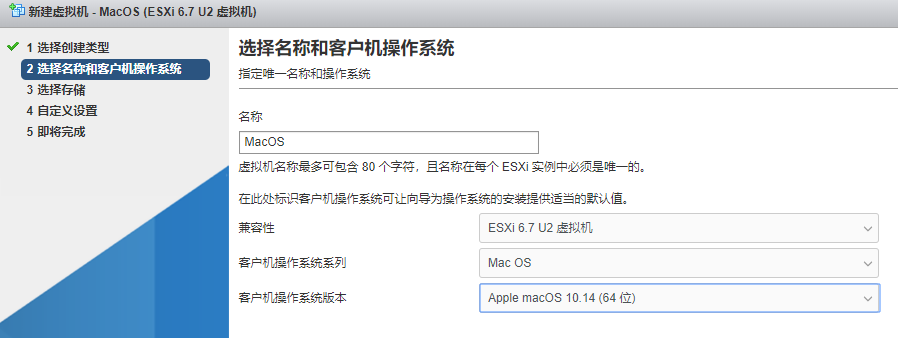 新建虚拟机 - MacOS (ESXi 6.7 U2 虚拟机)
1 选择创建类型
2 选择名称和客户机操作系统
3 选择存储
4 自定义设置
5 即将完成
选择名称和客户机操作系统
指定唯一名称和操作系统
名称
MacOS
虚拟机名称最多可包含 80 个字符，且名称在每个 ESXi 实例中必须是唯一的。
在此处标识客户机操作系统可让向导为操作系统的安装提供适当的默认值。
兼容性 ESXi 6.7 U2 虚拟机
客户机操作系统系列 Mac OS
客户机操作系统版本 Apple macOS 10.14 (64 位)